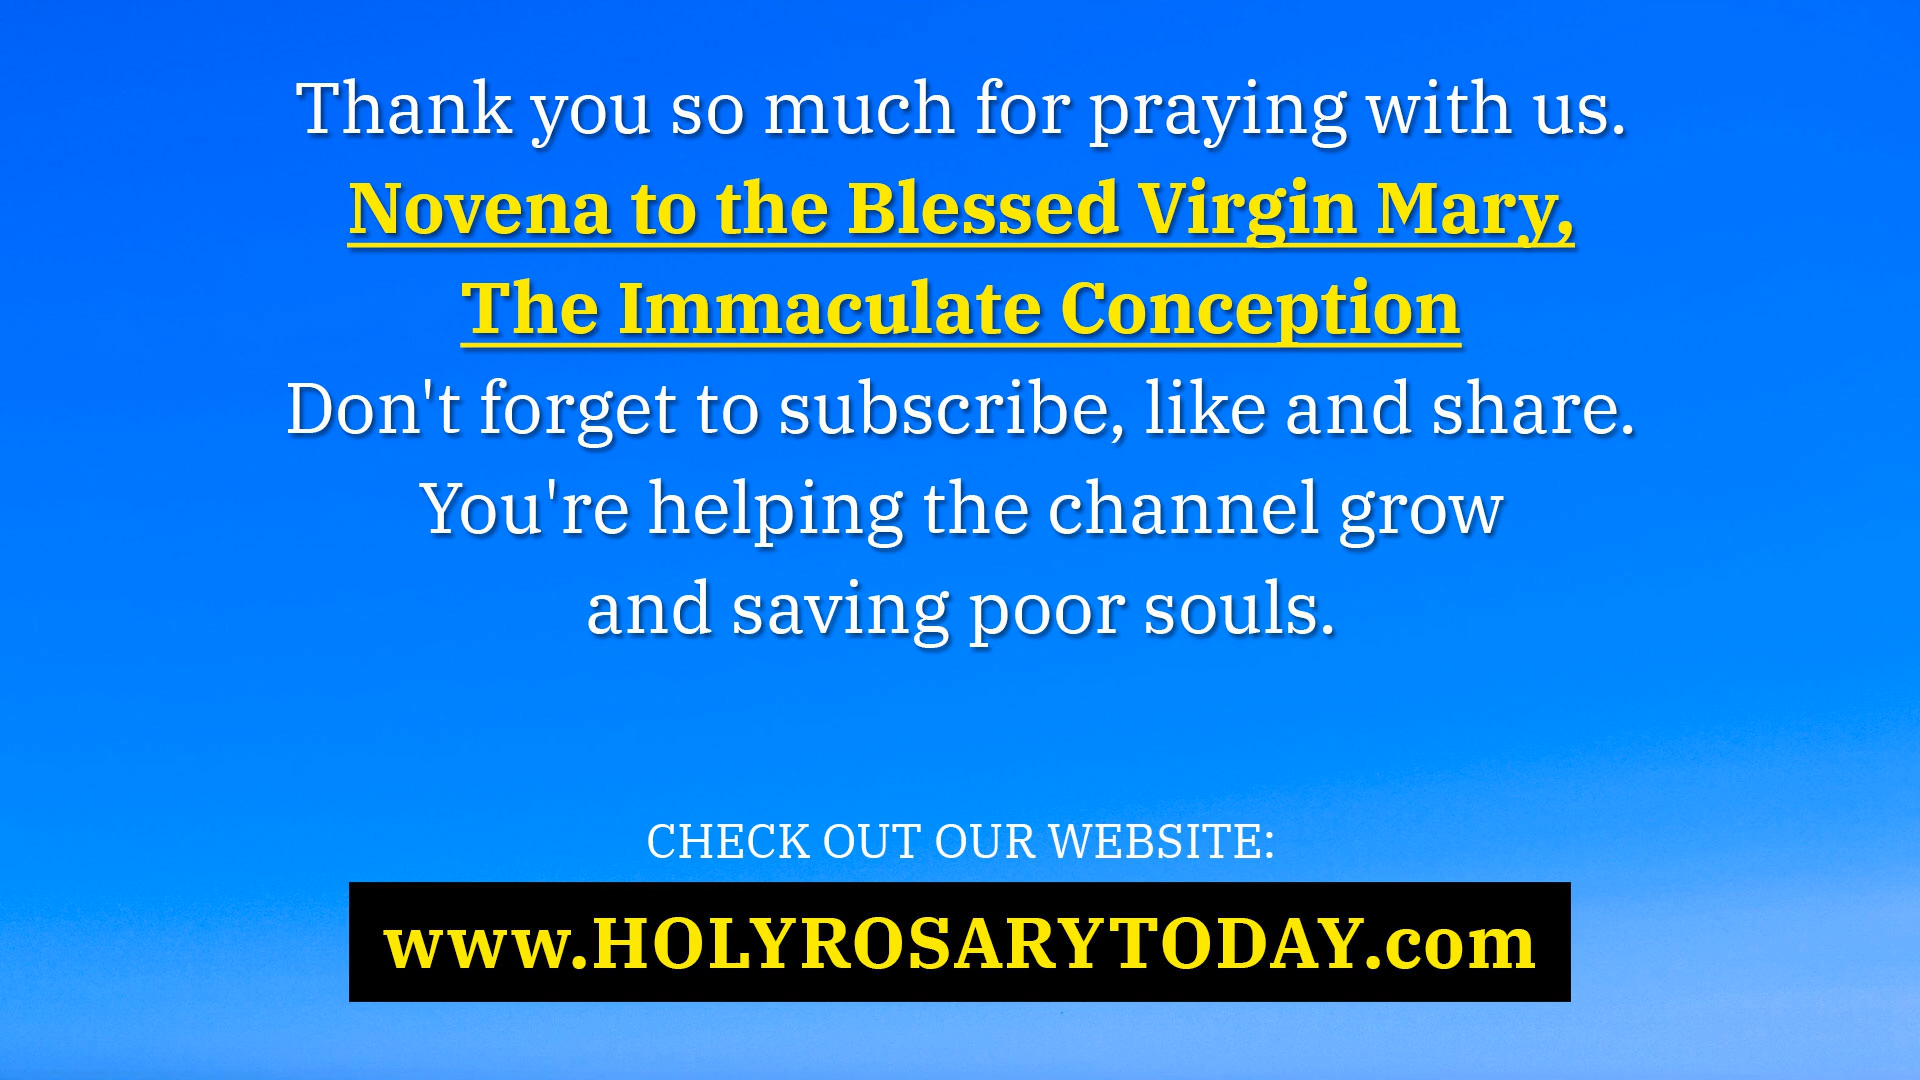 Thank you so much for praying with us.
Novena to the Blessed Virgin Mary,
The Immaculate Conception
Don't forget to subscribe, like and share.
You're helping the channel grow
and saving poor souls.
CHECK OUT OUR WEBSITE:
www.HOLYROSARYTODAY.com